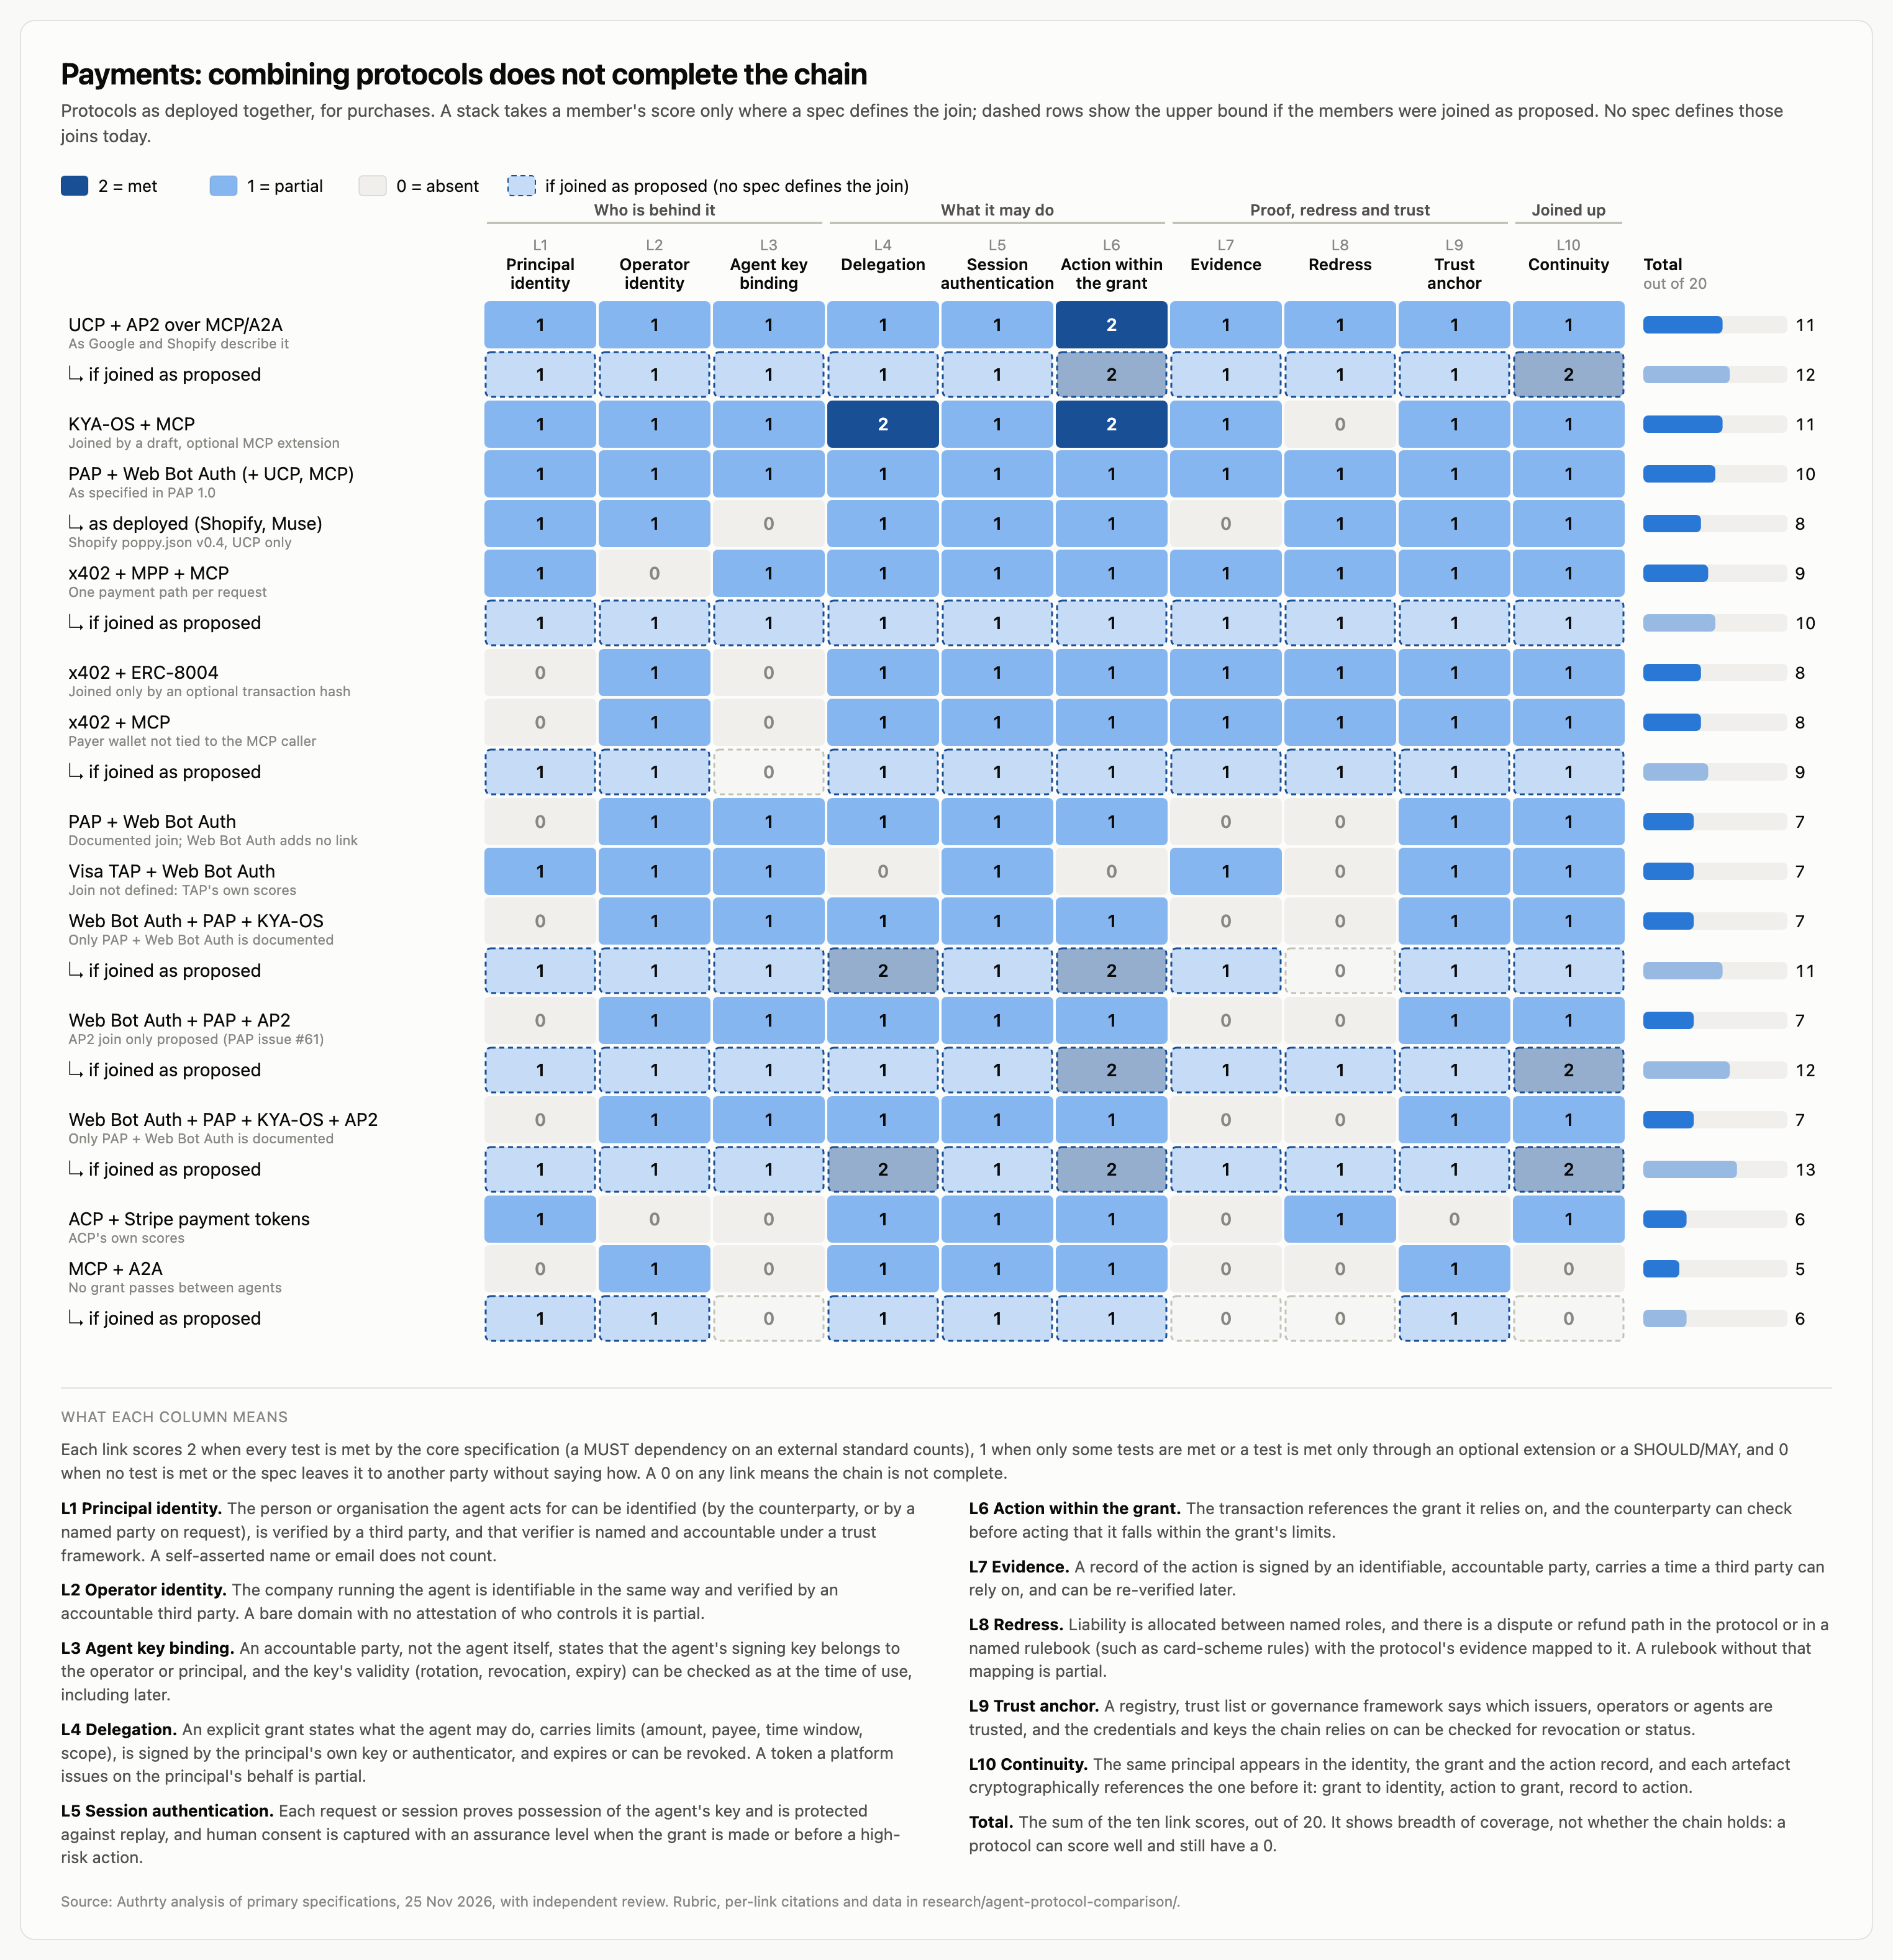 Payments: combining protocols does not complete the chain
Protocols as deployed together, for purchases. A stack takes a member's score only where a spec defines the join; dashed rows show the upper bound if the members were joined as proposed. No spec defines those
joins today.
2 = met 1 = partial 0 = absent if joined as proposed (no spec defines the join)
Who is behind it What it may do Proof, redress and trust Joined up
L1 L2 L3 L4 L5 L6 L7 L8 L9 L10
Principal Operator Agent key Delegation Session Action within Evidence Redress Trust Continuity Total
identity identity binding authentication the grant anchor out of 20
UCP + AP2 over MCP/A2A 1 1 1 1 1 2 1 1 1 1 11
As Google and Shopify describe it
if joined as proposed 1 1 1 1 1 2 1 1 1 2 12
KYA-OS + MCP 1 1 1 2 1 2 1 0 1 1 11
Joined by a draft, optional MCP extension
PAP + Web Bot Auth (+ UCP, MCP) 1 1 1 1 1 1 1 1 1 1 10
As specified in PAP 1.0
as deployed (Shopify, Muse) 1 1 0 1 1 1 0 1 1 1 8
Shopify poppy.json v0.4, UCP only
x402 + MPP + MCP 1 0 1 1 1 1 1 1 1 1 9
One payment path per request
if joined as proposed 1 1 1 1 1 1 1 1 1 1 10
x402 + ERC-8004 0 1 0 1 1 1 1 1 1 1 8
Joined only by an optional transaction hash
x402 + MCP 0 1 0 1 1 1 1 1 1 1 8
Payer wallet not tied to the MCP caller
if joined as proposed 1 1 0 1 1 1 1 1 1 1 9
PAP + Web Bot Auth 0 1 1 1 1 1 0 0 1 1 7
Documented join; Web Bot Auth adds no link
Visa TAP + Web Bot Auth 1 1 1 0 1 0 1 0 1 1 7
Join not defined: TAP's own scores
Web Bot Auth + PAP + KYA-OS 0 1 1 1 1 1 0 0 1 1 7
Only PAP + Web Bot Auth is documented
if joined as proposed 1 1 1 2 1 2 1 0 1 1 11
Web Bot Auth + PAP + AP2 0 1 1 1 1 1 0 0 1 1 7
AP2 join only proposed (PAP issue #61)
if joined as proposed 1 1 1 1 1 2 1 1 1 2 12
Web Bot Auth + PAP + KYA-OS + AP2 0 1 1 1 1 1 0 0 1 1 7
Only PAP + Web Bot Auth is documented
if joined as proposed 1 1 1 2 1 2 1 1 1 2 13
ACP + Stripe payment tokens 1 0 0 1 1 1 0 1 0 1 6
ACP's own scores
MCP + A2A 0 1 0 1 1 1 0 0 1 0 5
No grant passes between agents
if joined as proposed 1 1 0 1 1 1 0 0 1 0 6
WHAT EACH COLUMN MEANS
Each link scores 2 when every test is met by the core specification (a MUST dependency on an external standard counts), 1 when only some tests are met or a test is met only through an optional extension or a SHOULD/MAY, and 0
when no test is met or the spec leaves it to another party without saying how. A 0 on any link means the chain is not complete.
L1 Principal identity. The person or organisation the agent acts for can be identified (by the counterparty, or by a
named party on request), is verified by a third party, and that verifier is named and accountable under a trust
framework. A self-asserted name or email does not count.
L2 Operator identity. The company running the agent is identifiable in the same way and verified by an
accountable third party. A bare domain with no attestation of who controls it is partial.
L3 Agent key binding. An accountable party, not the agent itself, states that the agent's signing key belongs to
the operator or principal, and the key's validity (rotation, revocation, expiry) can be checked as at the time of use,
including later.
L4 Delegation. An explicit grant states what the agent may do, carries limits (amount, payee, time window,
scope), is signed by the principal's own key or authenticator, and expires or can be revoked. A token a platform
issues on the principal's behalf is partial.
L5 Session authentication. Each request or session proves possession of the agent's key and is protected
against replay, and human consent is captured with an assurance level when the grant is made or before a high-
risk action.
L6 Action within the grant. The transaction references the grant it relies on, and the counterparty can check
before acting that it falls within the grant's limits.
L7 Evidence. A record of the action is signed by an identifiable, accountable party, carries a time a third party can
rely on, and can be re-verified later.
L8 Redress. Liability is allocated between named roles, and there is a dispute or refund path in the protocol or in a
named rulebook (such as card-scheme rules) with the protocol's evidence mapped to it. A rulebook without that
mapping is partial.
L9 Trust anchor. A registry, trust list or governance framework says which issuers, operators or agents are
trusted, and the credentials and keys the chain relies on can be checked for revocation or status.
L10 Continuity. The same principal appears in the identity, the grant and the action record, and each artefact
cryptographically references the one before it: grant to identity, action to grant, record to action.
Total. The sum of the ten link scores, out of 20. It shows breadth of coverage, not whether the chain holds: a
protocol can score well and still have a 0.
Source: Authrty analysis of primary specifications, 25 Nov 2026, with independent review. Rubric, per-link citations and data in research/agent-protocol-comparison/.